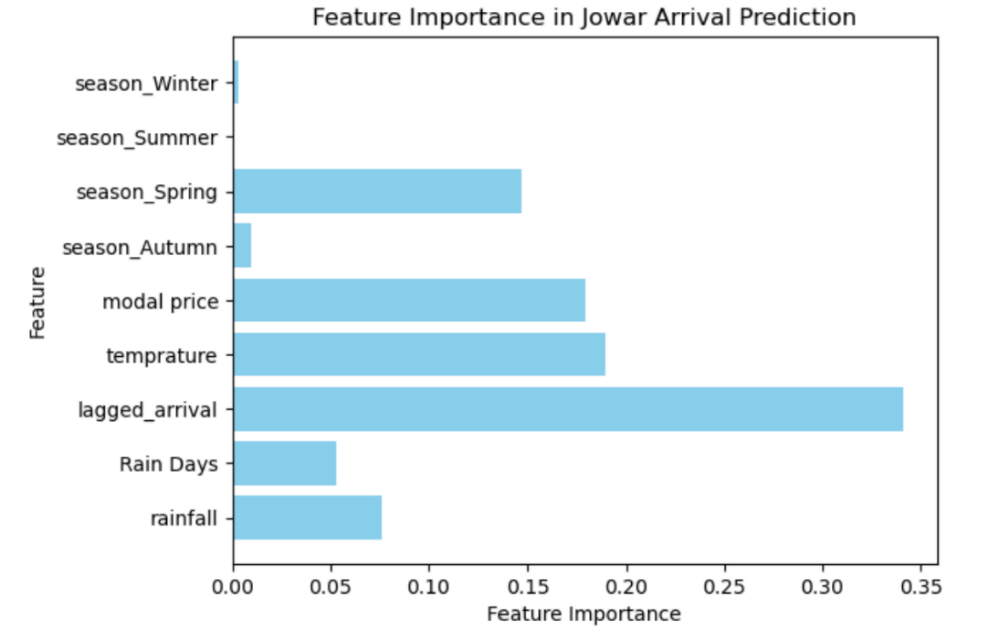 Feature Importance in Jowar Arrival Prediction
season_Winter
season_Summer
season_Spring
season_Autumn
modal price
temprature
lagged_arrival
Rain Days
rainfall
Feature
0.00 0.05 0.10 0.15 0.20 0.25 0.30 0.35
Feature Importance